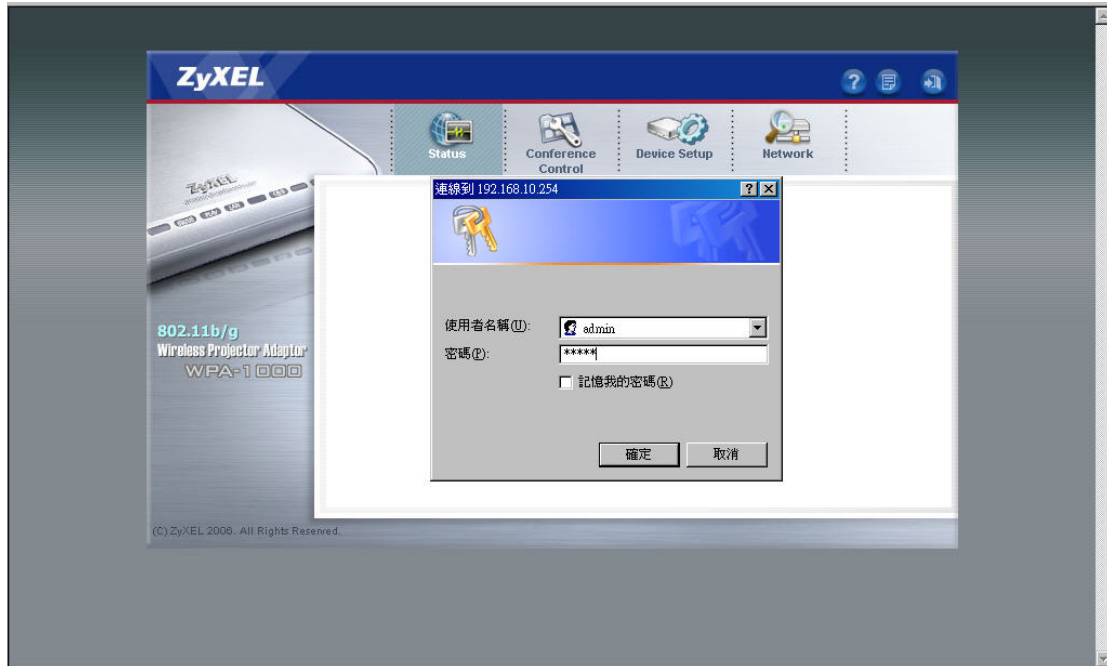 ZyXEL
?
Status
Conference
Control
Device Setup
Network
ZyXEL
連線到 192.168.10.254
? X
使用者名稱(U):
admin
密碼(P):
*****
記憶我的密碼(R)
確定
取消
802.11b/g
Wireless Projector Adaptor
WPA-1000
(C)ZyXEL 2006. All Rights Reserved.